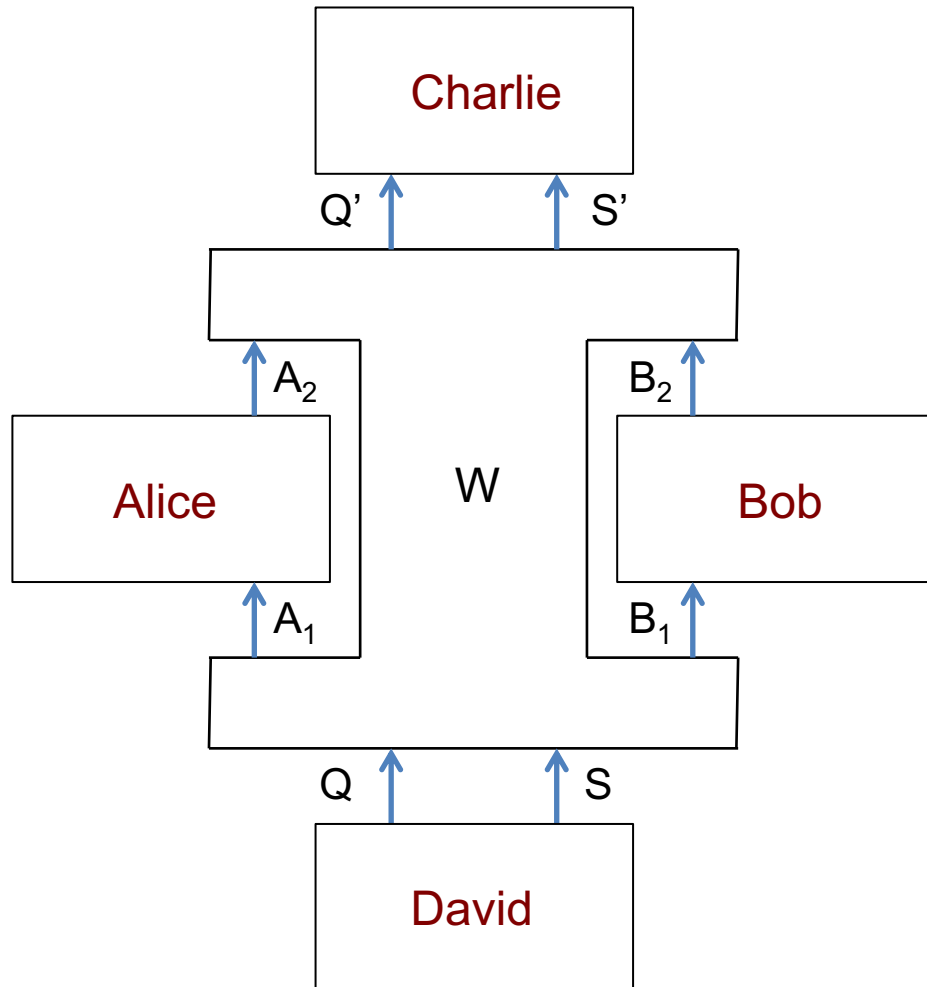 Charlie
Q’ S’
A₂ B₂
Alice W Bob
A₁ B₁
Q S
David